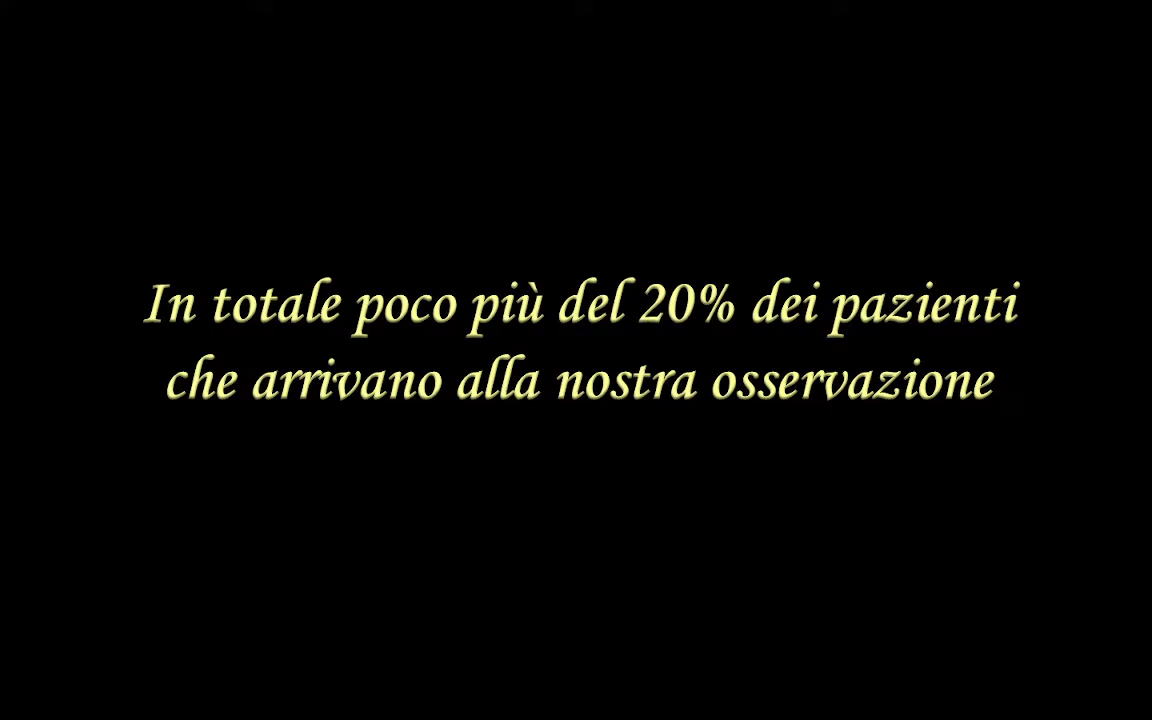 In totale poco più del 20% dei pazienti
che arrivano alla nostra osservazione